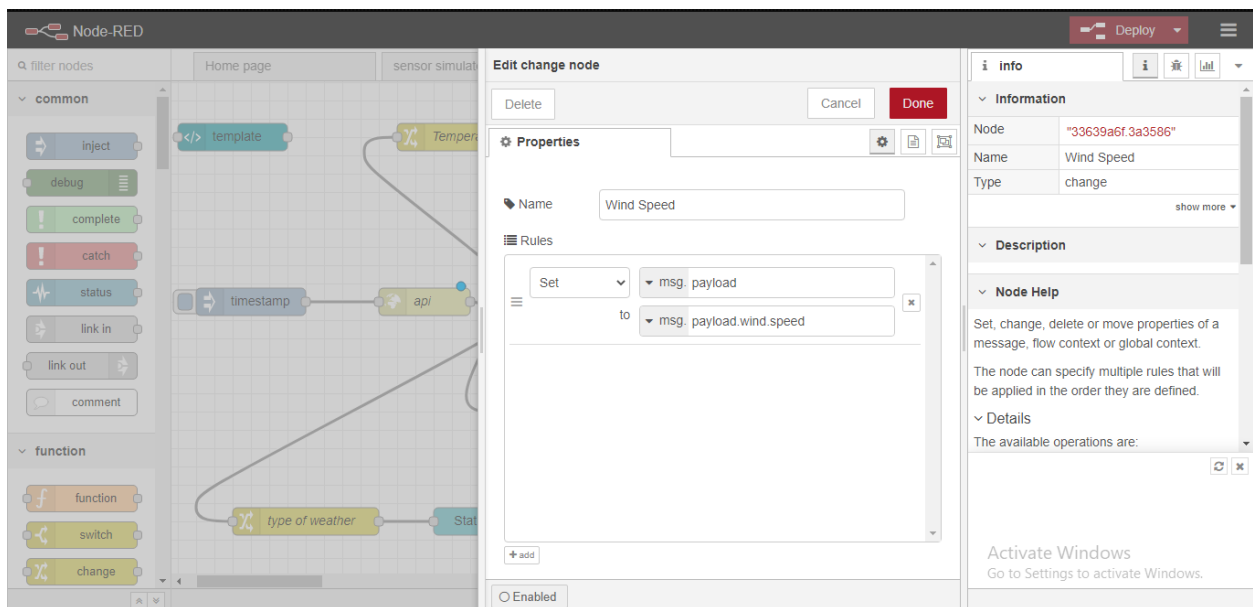 Node-RED
Deploy
filter nodes
common
inject
debug
complete
catch
status
link in
link out
comment
function
function
switch
change
Home page
sensor simulat
</> template
Tempera
timestamp
api
type of weather
Stat
Edit change node
Delete
Cancel
Done
Properties
Name
Wind Speed
Rules
Set
msg. payload
to
msg. payload.wind.speed
+ add
Enabled
i info
i
Information
Node "33639a6f.3a3586"
Name Wind Speed
Type change
show more
Description
Node Help
Set, change, delete or move properties of a
message, flow context or global context.
The node can specify multiple rules that will
be applied in the order they are defined.
Details
The available operations are:
Activate Windows
Go to Settings to activate Windows.